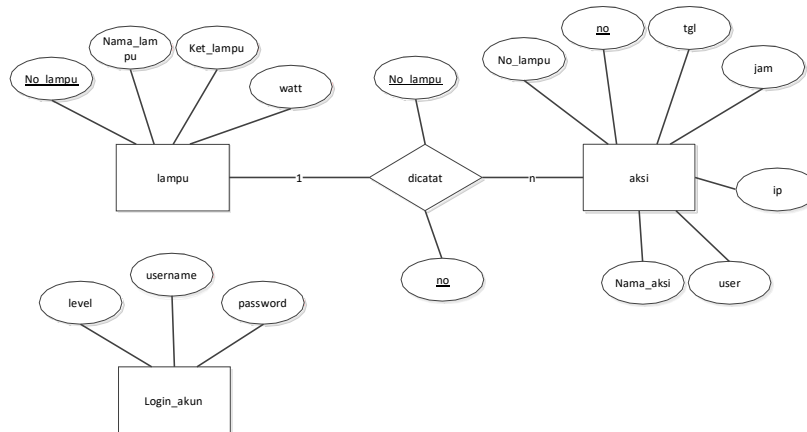 no
tgl
Nama_lam
pu
Ket_lampu
No_lampu
No_lampu
No_lampu
jam
watt
lampu
1
dicatat
n
aksi
ip
username
no
Nama_aksi
user
level
password
Login_akun